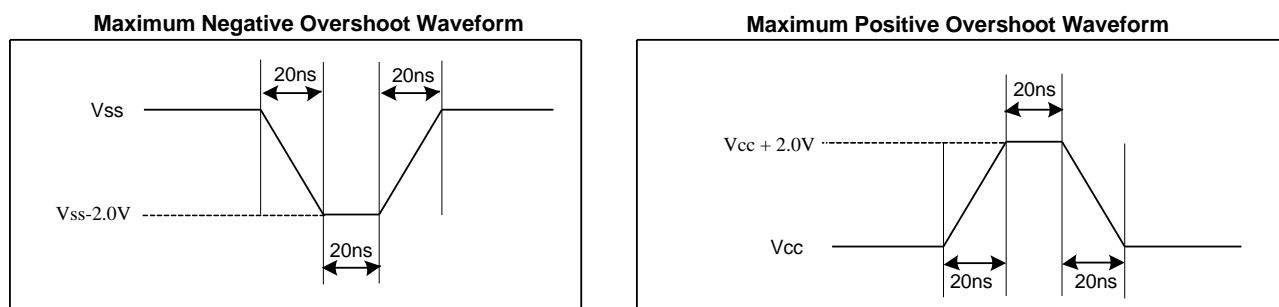 Maximum Negative Overshoot Waveform
20ns
20ns
Vss
Vss-2.0V
20ns
Maximum Positive Overshoot Waveform
20ns
Vcc + 2.0V
Vcc
20ns
20ns